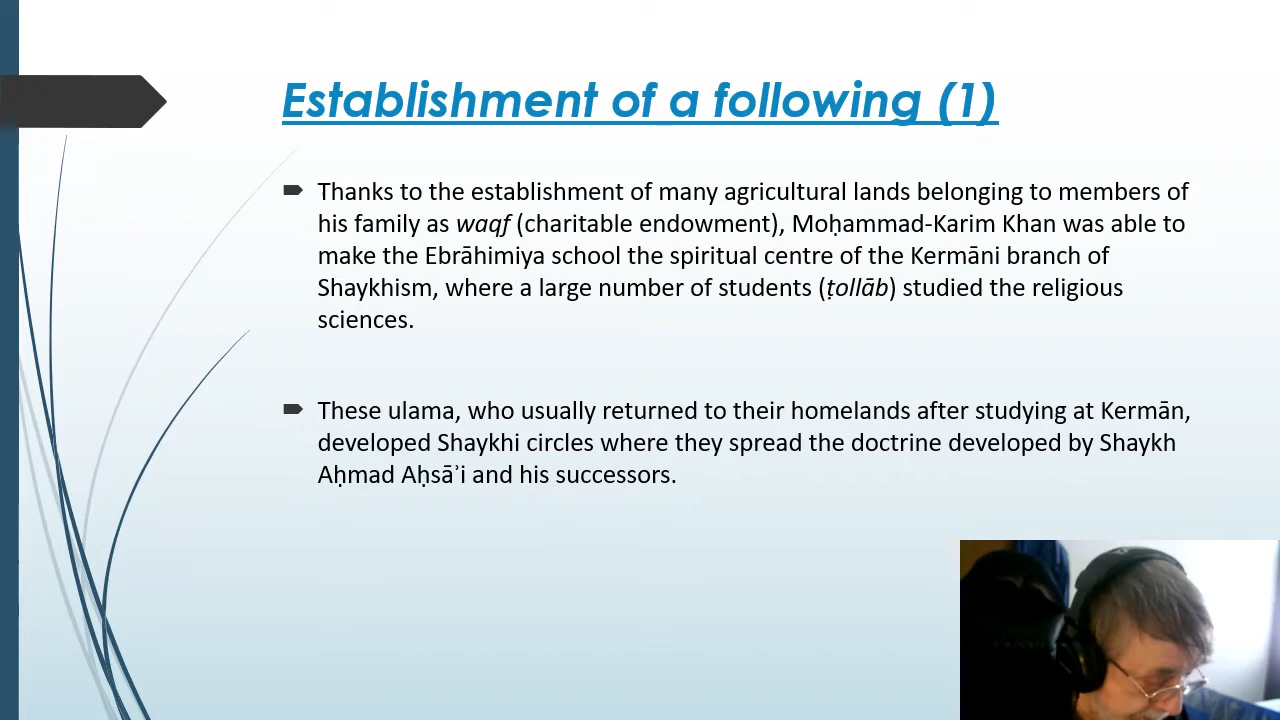 Establishment of a following (1)
Thanks to the establishment of many agricultural lands belonging to members of
his family as waqf (charitable endowment), Moḥammad-Karim Khan was able to
make the Ebrāhimiya school the spiritual centre of the Kermāni branch of
Shaykhism, where a large number of students (ṭollāb) studied the religious
sciences.
These ulama, who usually returned to their homelands after studying at Kermān,
developed Shaykhi circles where they spread the doctrine developed by Shaykh
Aḥmad Aḥsāʾi and his successors.